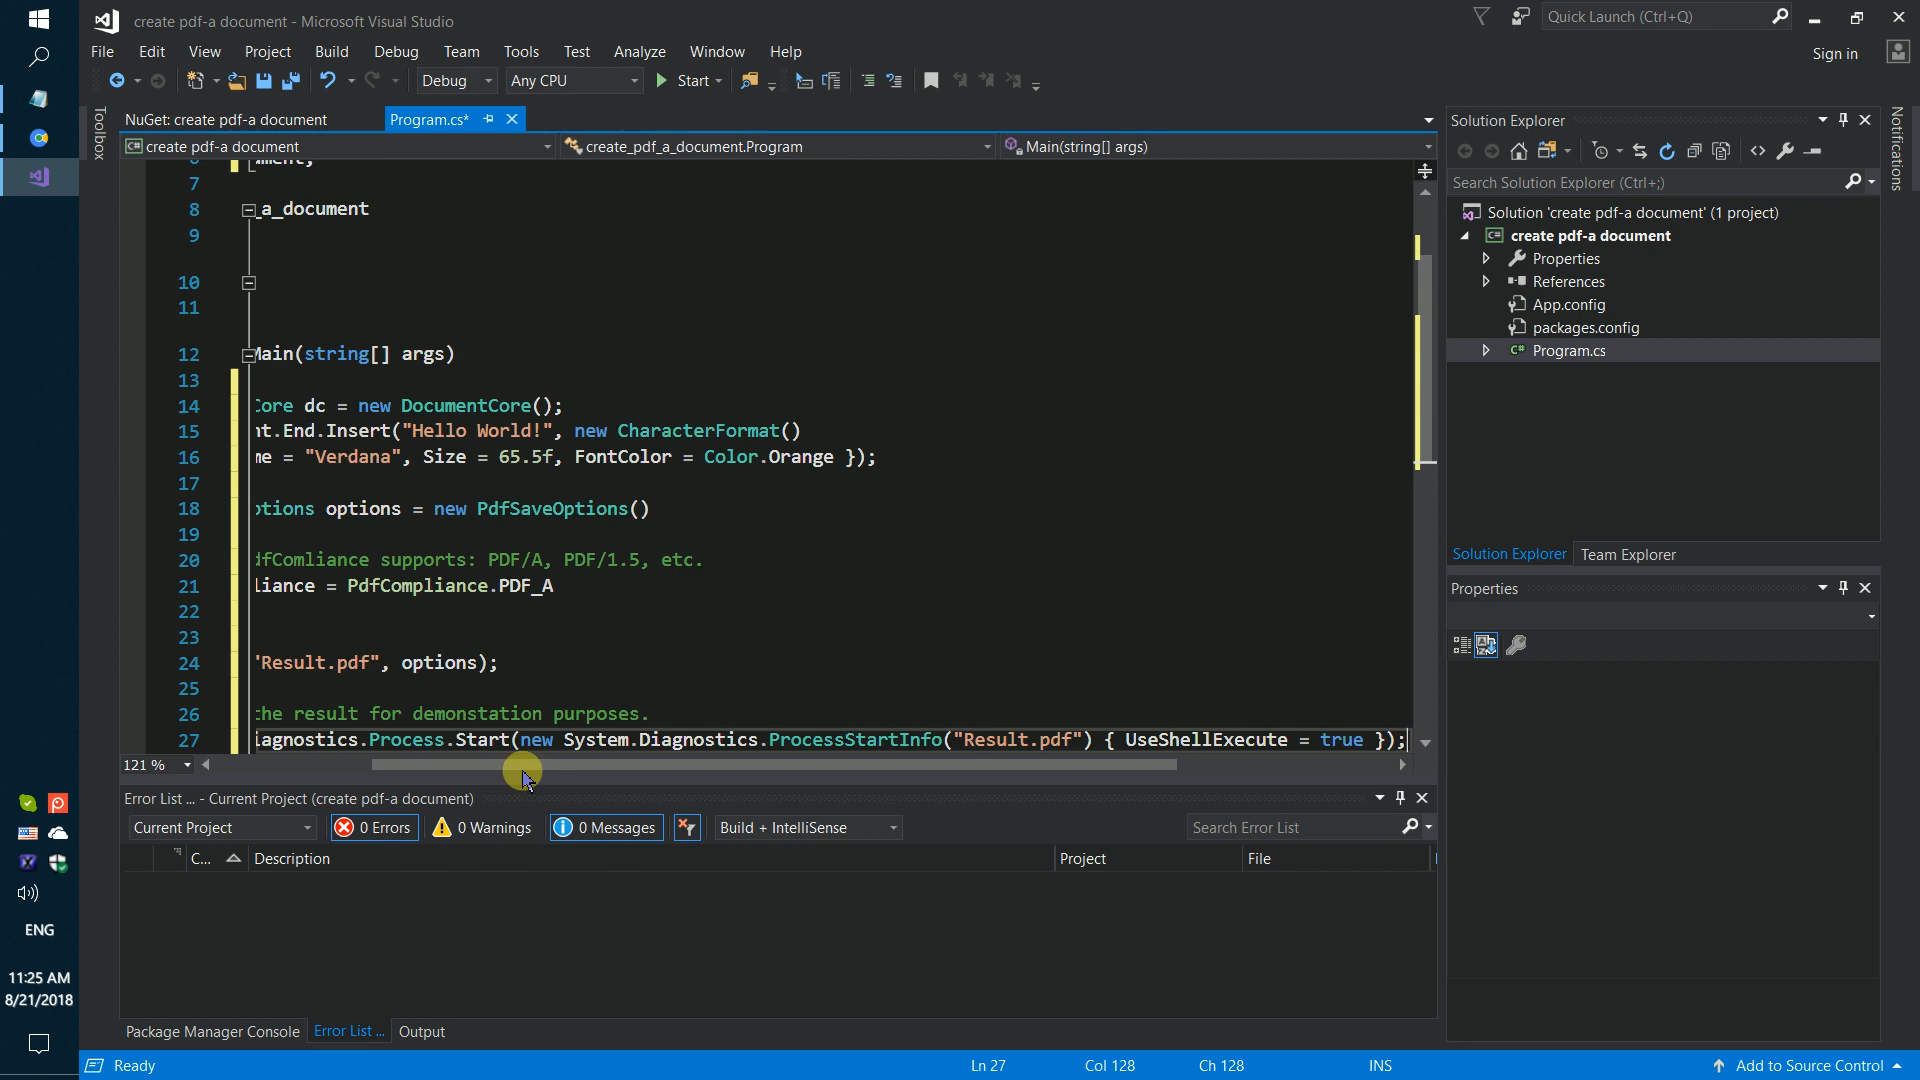 create pdf-a document - Microsoft Visual Studio
Quick Launch (Ctrl+Q)
File Edit View Project Build Debug Team Tools Test Analyze Window Help
Sign in
Debug Any CPU Start
Toolbox
NuGet: create pdf-a document Program.cs*
create pdf-a document create_pdf_a_document.Program Main(string[] args)
7
8 _a_document
9
10
11
12 Main(string[] args)
13
14 Core dc = new DocumentCore();
15 nt.End.Insert("Hello World!", new CharacterFormat()
16 me = "Verdana", Size = 65.5f, FontColor = Color.Orange });
17
18 ptions options = new PdfSaveOptions()
19
20 dfComliance supports: PDF/A, PDF/1.5, etc.
21 liance = PdfCompliance.PDF_A
22
23
24 "Result.pdf", options);
25
26 the result for demonstation purposes.
27 iagnostics.Process.Start(new System.Diagnostics.ProcessStartInfo("Result.pdf") { UseShellExecute = true });
121 %
Error List ... - Current Project (create pdf-a document)
Current Project 0 Errors 0 Warnings 0 Messages Build + IntelliSense Search Error List
C... Description Project File
Package Manager Console Error List ... Output
Solution Explorer
Search Solution Explorer (Ctrl+;)
Solution 'create pdf-a document' (1 project)
create pdf-a document
Properties
References
App.config
packages.config
Program.cs
Solution Explorer Team Explorer
Properties
Notifications
ENG
11:25 AM
8/21/2018
Ready Ln 27 Col 128 Ch 128 INS Add to Source Control